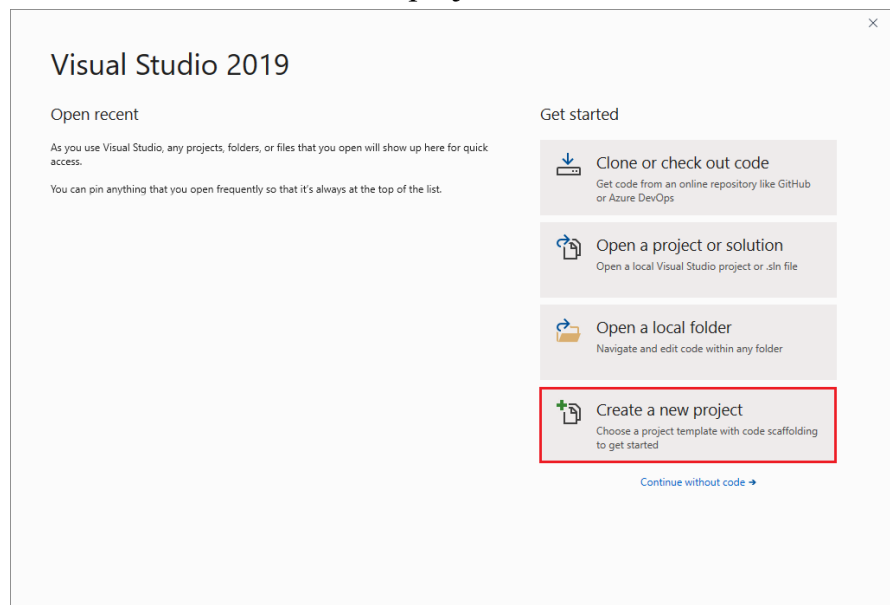 Visual Studio 2019
Open recent
As you use Visual Studio, any projects, folders, or files that you open will show up here for quick
access.
You can pin anything that you open frequently so that it's always at the top of the list.
Get started
Clone or check out code
Get code from an online repository like GitHub
or Azure DevOps
Open a project or solution
Open a local Visual Studio project or .sln file
Open a local folder
Navigate and edit code within any folder
Create a new project
Choose a project template with code scaffolding
to get started
Continue without code →